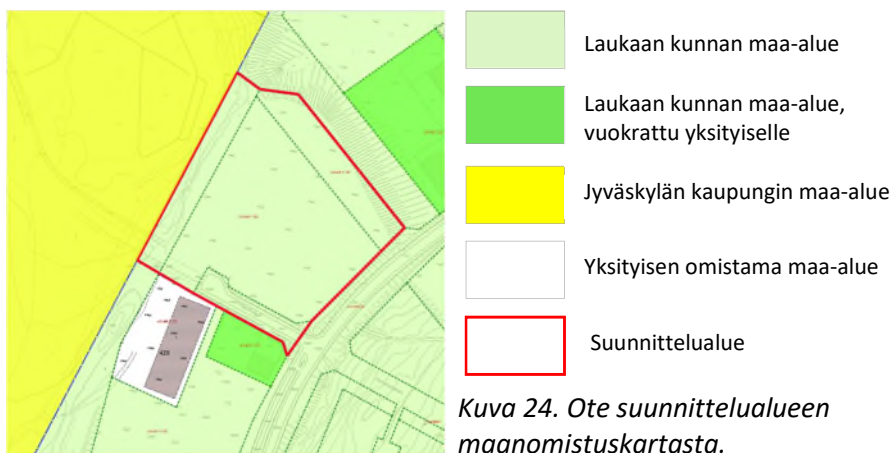 Laukaan kunnan maa-alue
Laukaan kunnan maa-alue,
vuokrattu yksityiselle
Jyväskylän kaupungin maa-alue
Yksityisen omistama maa-alue
Suunnittelualue
Kuva 24. Ote suunnittelualueen
maanomistuskartasta.